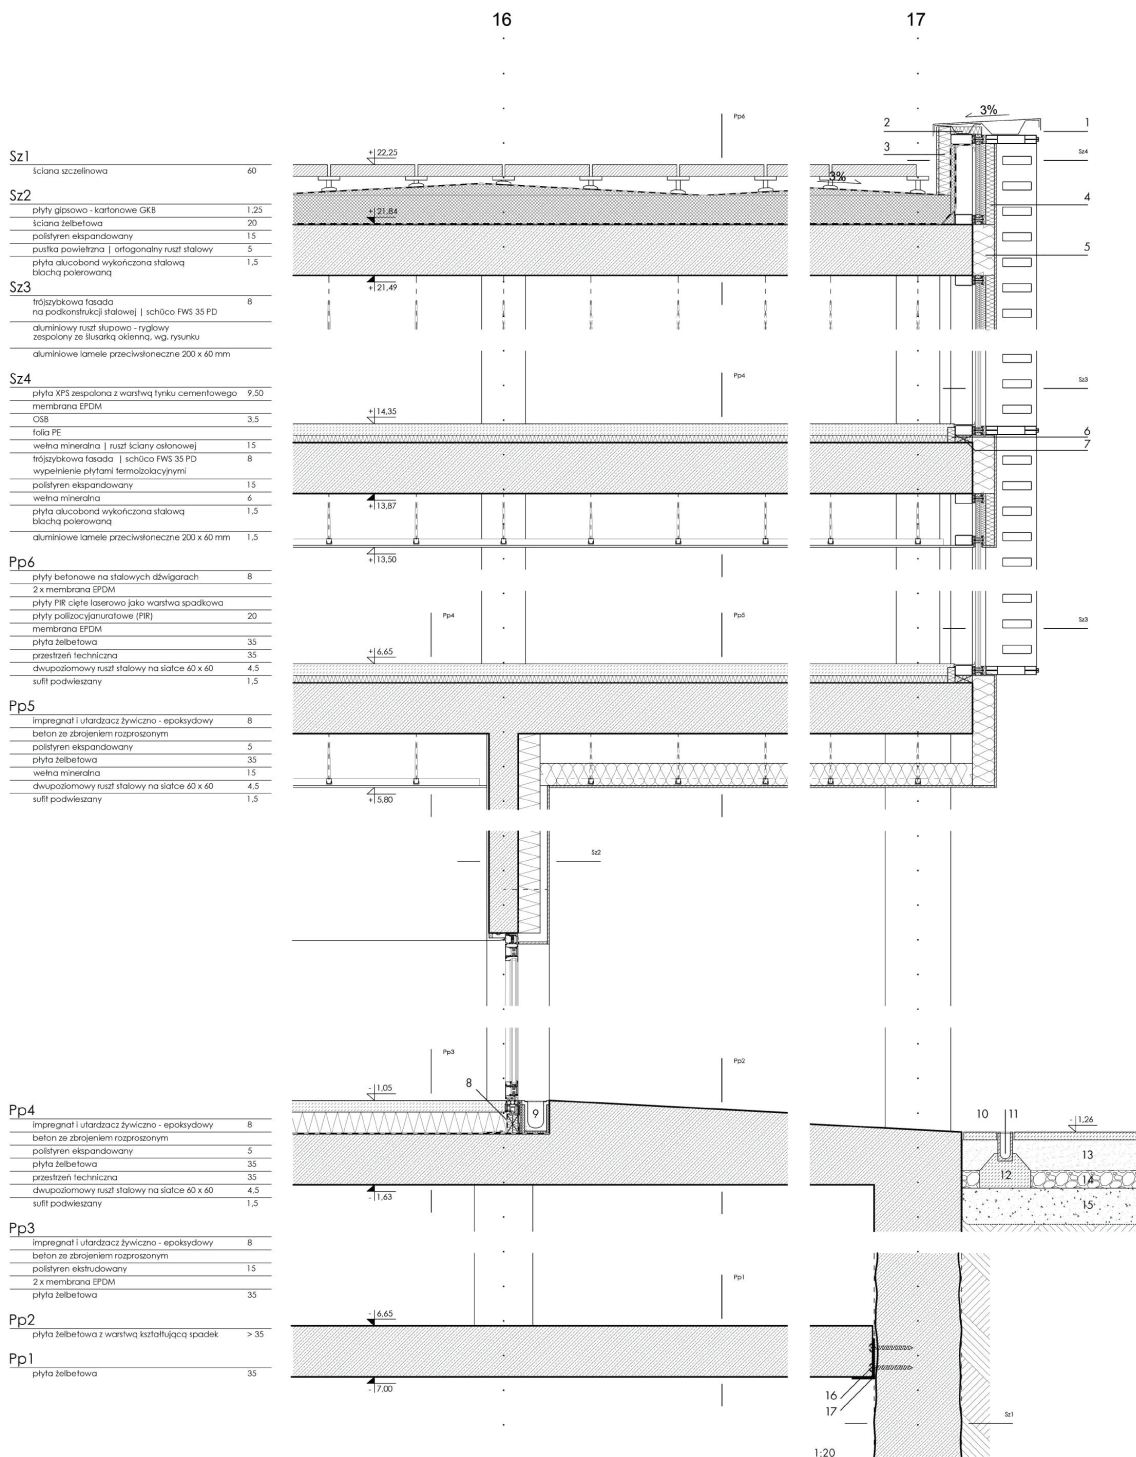 16
17
Pp6
3%
2
1
3
Sz4
+ 22,25
3%
4
+ 21,84
5
+ 21,49
Sz1
ściana szczelinowa 60
Sz2
płyty gipsowo - kartonowe GKB 1,25
ściana żelbetowa 20
polistyren ekspandowany 15
pustka powietrzna | ortogonalny ruszt stalowy 5
płyta alucobond wykończona stalową 1,5
blachą polerowaną
Sz3
trójszybkowa fasada 8
na podkonstrukcji stalowej | schüco FWS 35 PD
aluminiowy ruszt słupowo - ryglowy
zespolony ze ślusarką okienną, wg. rysunku
aluminiowe lamele przeciwsłoneczne 200 x 60 mm
Sz4
płyta XPS zespolona z warstwą tynku cementowego 9,50
membrana EPDM
OSB 3,5
folia PE
wełna mineralna | ruszt ściany osłonowej 15
trójszybkowa fasada | schüco FWS 35 PD 8
wypełnienie płytami termoizolacyjnymi
polistyren ekspandowany 15
wełna mineralna 6
płyta alucobond wykończona stalową 1,5
blachą polerowaną
aluminiowe lamele przeciwsłoneczne 200 x 60 mm 1,5
Pp6
płyty betonowe na stalowych dźwigarach 8
2 x membrana EPDM
płyty PIR cięte laserowo jako warstwa spadkowa
płyty polizocyjanuratowe (PIR) 20
membrana EPDM
płyta żelbetowa 35
przestrzeń techniczna 35
dwupoziomowy ruszt stalowy na siatce 60 x 60 4,5
sufit podwieszany 1,5
Pp5
impregnat i utardzacz żywiczno - epoksydowy 8
beton ze zbrojeniem rozproszonym
polistyren ekspandowany 5
płyta żelbetowa 35
wełna mineralna 15
dwupoziomowy ruszt stalowy na siatce 60 x 60 4,5
sufit podwieszany 1,5
Pp4
Sz3
+ 14,35
6
7
+ 13,87
+ 13,50
Pp4
Pp5
Sz3
+ 6,65
+ 5,80
Sz2
Pp3
Pp2
8
- 1,05
9
10
11
- 1,26
12
13
14
15
- 1,63
Pp4
impregnat i utardzacz żywiczno - epoksydowy 8
beton ze zbrojeniem rozproszonym
polistyren ekspandowany 5
płyta żelbetowa 35
przestrzeń techniczna 35
dwupoziomowy ruszt stalowy na siatce 60 x 60 4,5
sufit podwieszany 1,5
Pp3
impregnat i utardzacz żywiczno - epoksydowy 8
beton ze zbrojeniem rozproszonym
polistyren ekstrudowany 15
2 x membrana EPDM
płyta żelbetowa 35
Pp2
płyta żelbetowa z warstwą kształtującą spadek > 35
Pp1
płyta żelbetowa 35
Pp1
- 6,65
- 7,00
16
17
Sz1
1:20